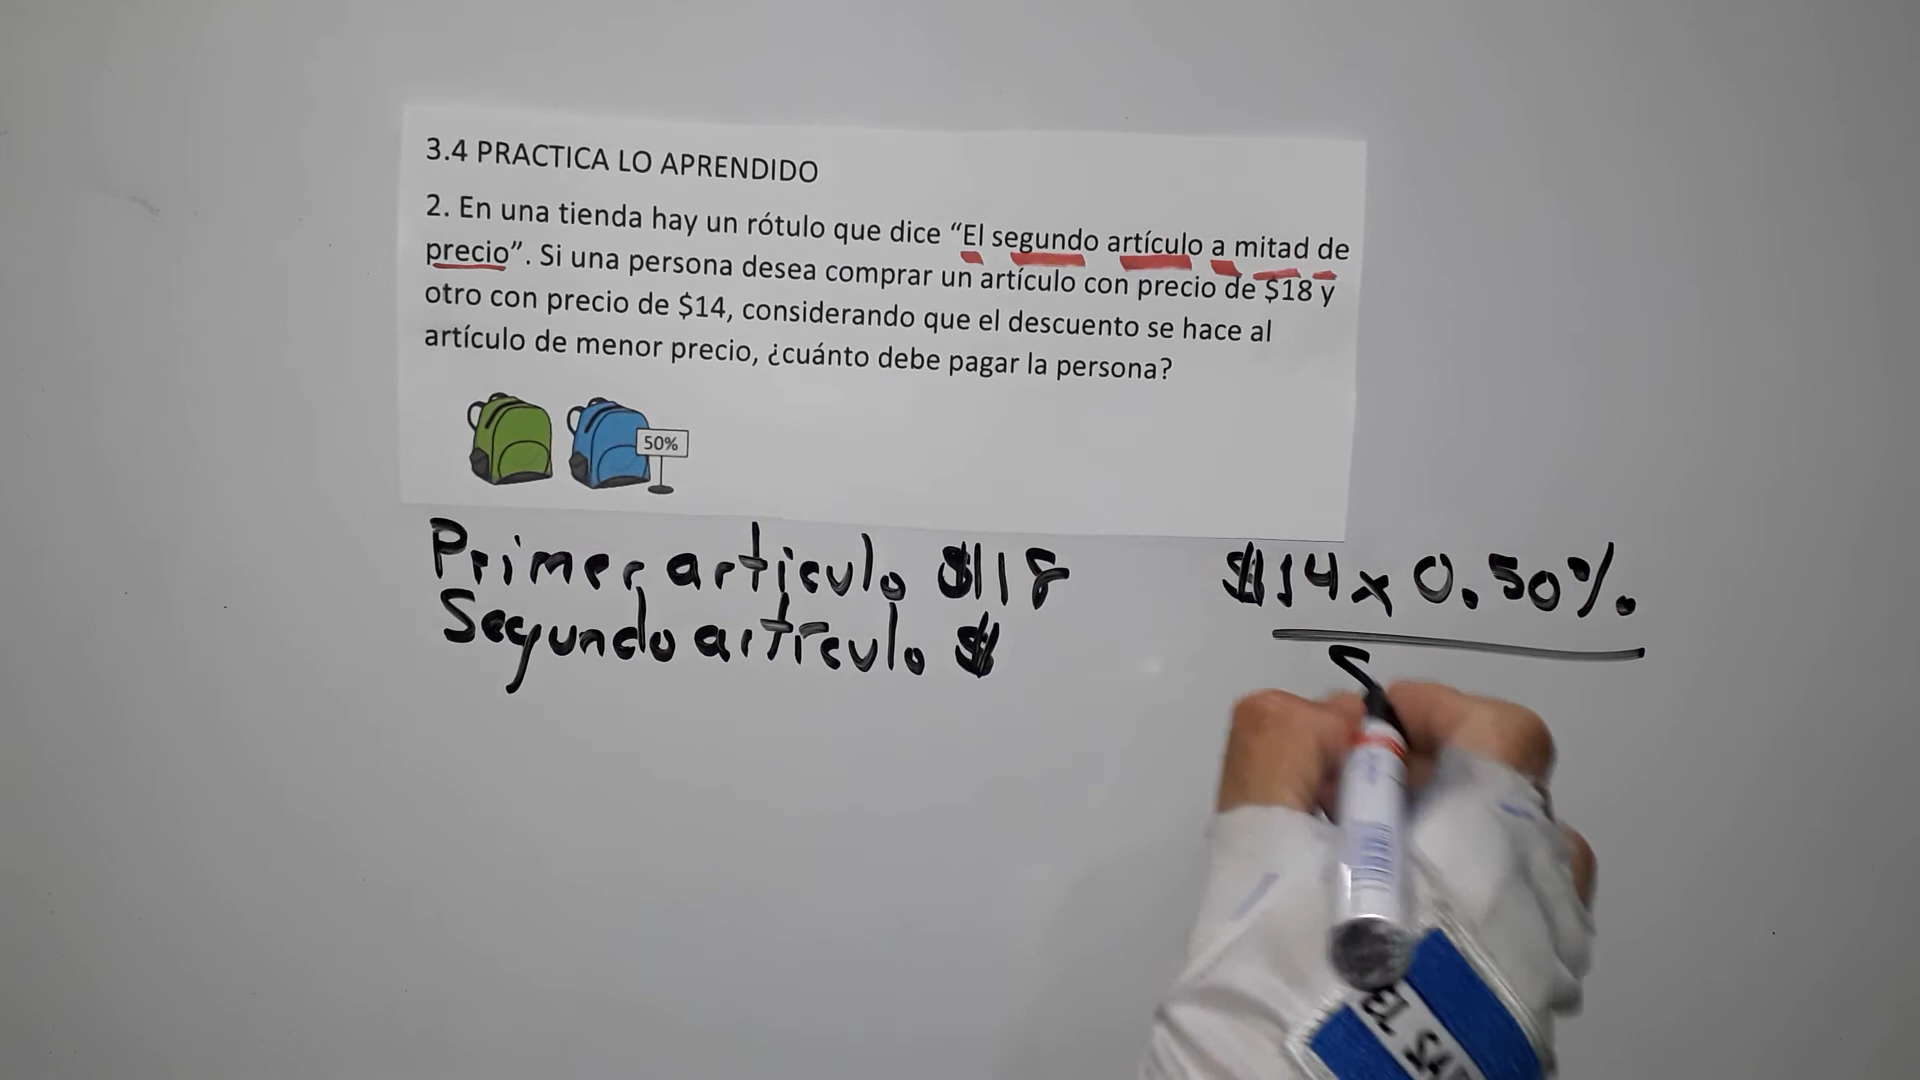 3.4 PRACTICA LO APRENDIDO
2. En una tienda hay un rótulo que dice “El segundo artículo a mitad de
precio”. Si una persona desea comprar un artículo con precio de $18 y
otro con precio de $14, considerando que el descuento se hace al
artículo de menor precio, ¿cuánto debe pagar la persona?
50%
Primer articulo $18
Segundo artículo $
$14 x 0.50%